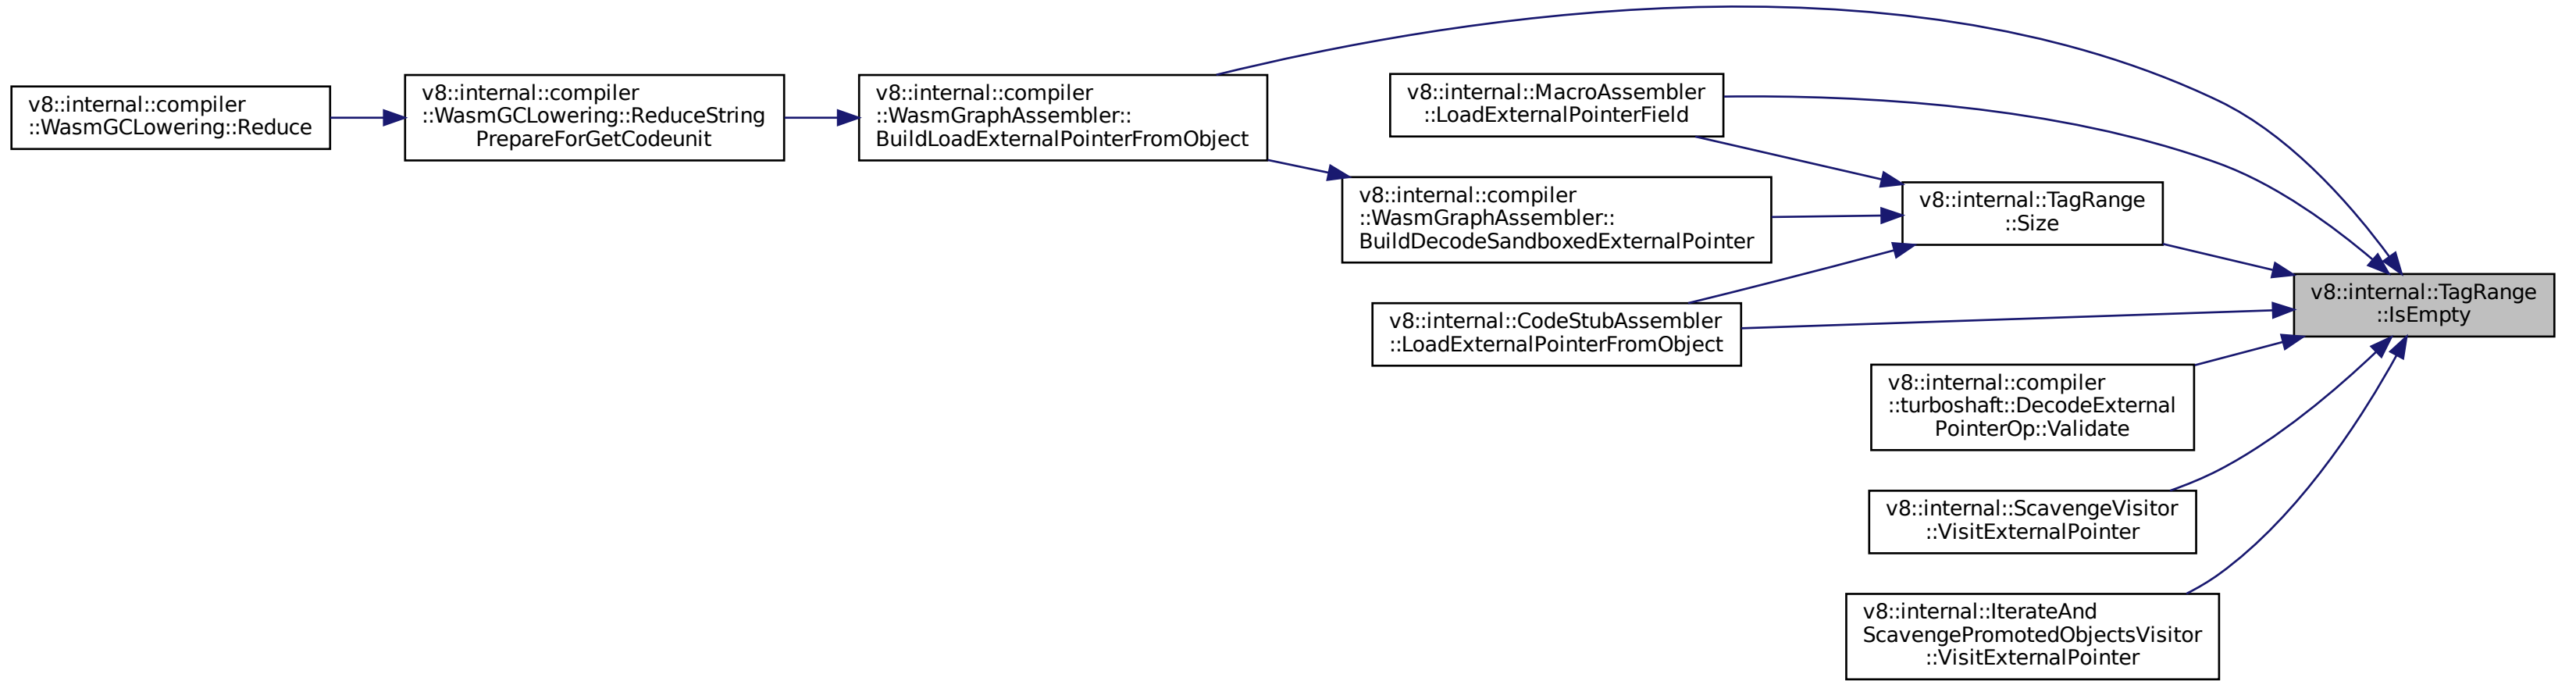 v8::internal::compiler
::WasmGCLowering::Reduce
v8::internal::compiler
::WasmGCLowering::ReduceString
PrepareForGetCodeunit
v8::internal::compiler
::WasmGraphAssembler::
BuildLoadExternalPointerFromObject
v8::internal::MacroAssembler
::LoadExternalPointerField
v8::internal::compiler
::WasmGraphAssembler::
BuildDecodeSandboxedExternalPointer
v8::internal::CodeStubAssembler
::LoadExternalPointerFromObject
v8::internal::TagRange
::Size
v8::internal::compiler
::turboshaft::DecodeExternal
PointerOp::Validate
v8::internal::ScavengeVisitor
::VisitExternalPointer
v8::internal::IterateAnd
ScavengePromotedObjectsVisitor
::VisitExternalPointer
v8::internal::TagRange
::IsEmpty